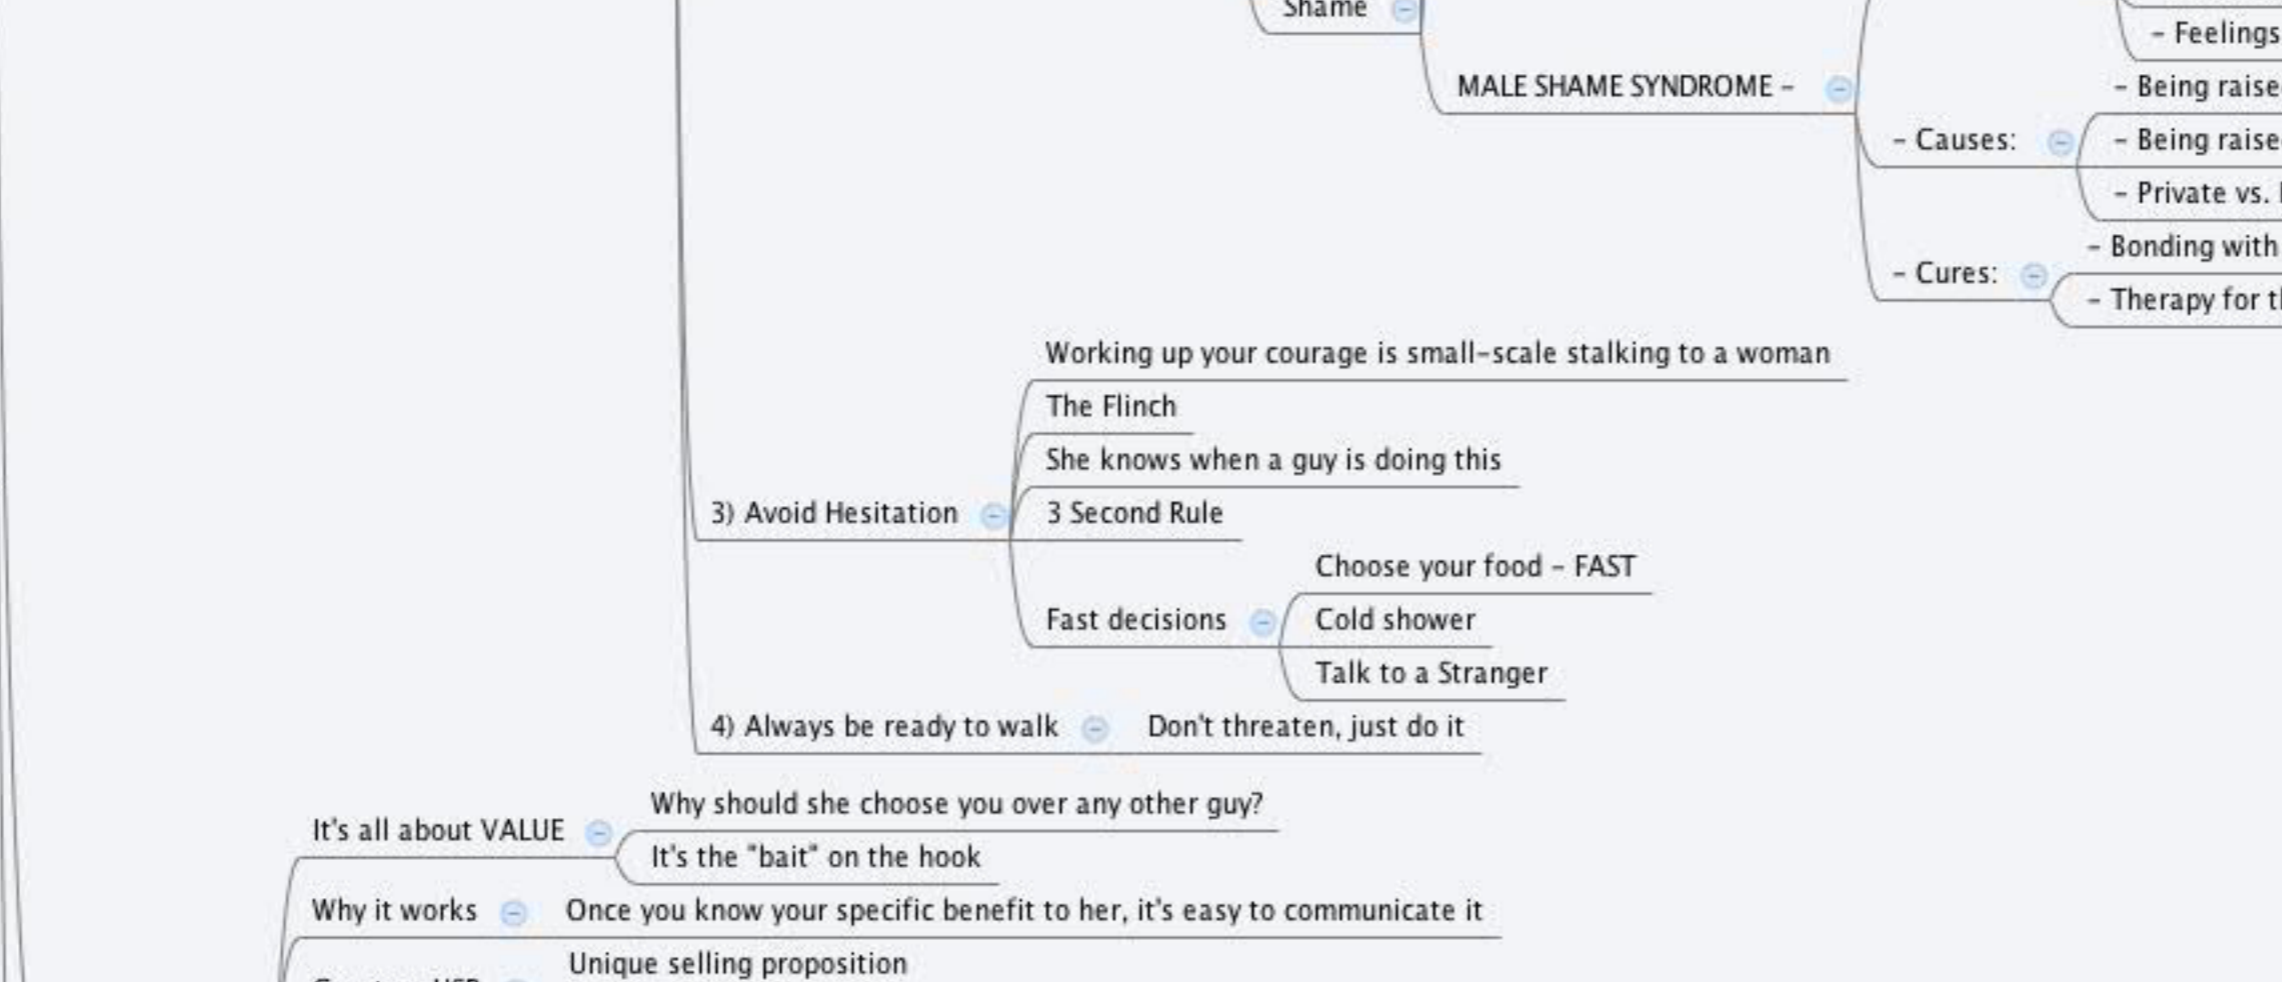 Shame
- Feelings
MALE SHAME SYNDROME -
- Being raise
- Causes:
- Being raise
- Private vs.
- Bonding with
- Cures:
- Therapy for
Working up your courage is small-scale stalking to a woman
The Flinch
She knows when a guy is doing this
3) Avoid Hesitation
3 Second Rule
Choose your food - FAST
Fast decisions
Cold shower
Talk to a Stranger
4) Always be ready to walk
Don't threaten, just do it
Why should she choose you over any other guy?
It's all about VALUE
It's the "bait" on the hook
Why it works
Once you know your specific benefit to her, it's easy to communicate it
Unique selling proposition